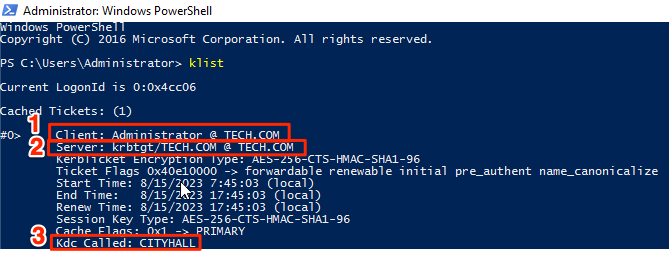 Administrator: Windows PowerShell
Windows PowerShell
Copyright (C) 2016 Microsoft Corporation. All rights reserved.
PS C:\Users\Administrator> klist
Current LogonId is 0:0x4cc06
Cached Tickets: (1)
1
#0> Client: Administrator @ TECH.COM
2 Server: krbtgt/TECH.COM @ TECH.COM
KerbTicket Encryption Type: AES-256-CTS-HMAC-SHA1-96
Ticket Flags 0x40e10000 -> forwardable renewable initial pre_authent name_canonicalize
Start Time: 8/15/2023 7:45:03 (local)
End Time: 8/15/2023 17:45:03 (local)
Renew Time: 8/22/2023 7:45:03 (local)
Session Key Type: AES-256-CTS-HMAC-SHA1-96
Cache Flags: 0x1 -> PRIMARY
3 Kdc Called: CITYHALL